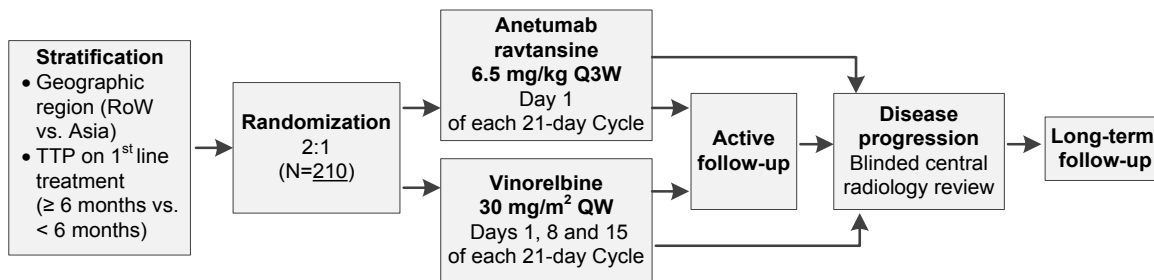 Stratification
• Geographic
region (RoW
vs. Asia)
• TTP on 1st line
treatment
(≥ 6 months vs.
< 6 months)
Randomization
2:1
(N=210)
Anetumab
ravtansine
6.5 mg/kg Q3W
Day 1
of each 21-day Cycle
Vinorelbine
30 mg/m² QW
Days 1, 8 and 15
of each 21-day Cycle
Active
follow-up
Disease
progression
Blinded central
radiology review
Long-term
follow-up